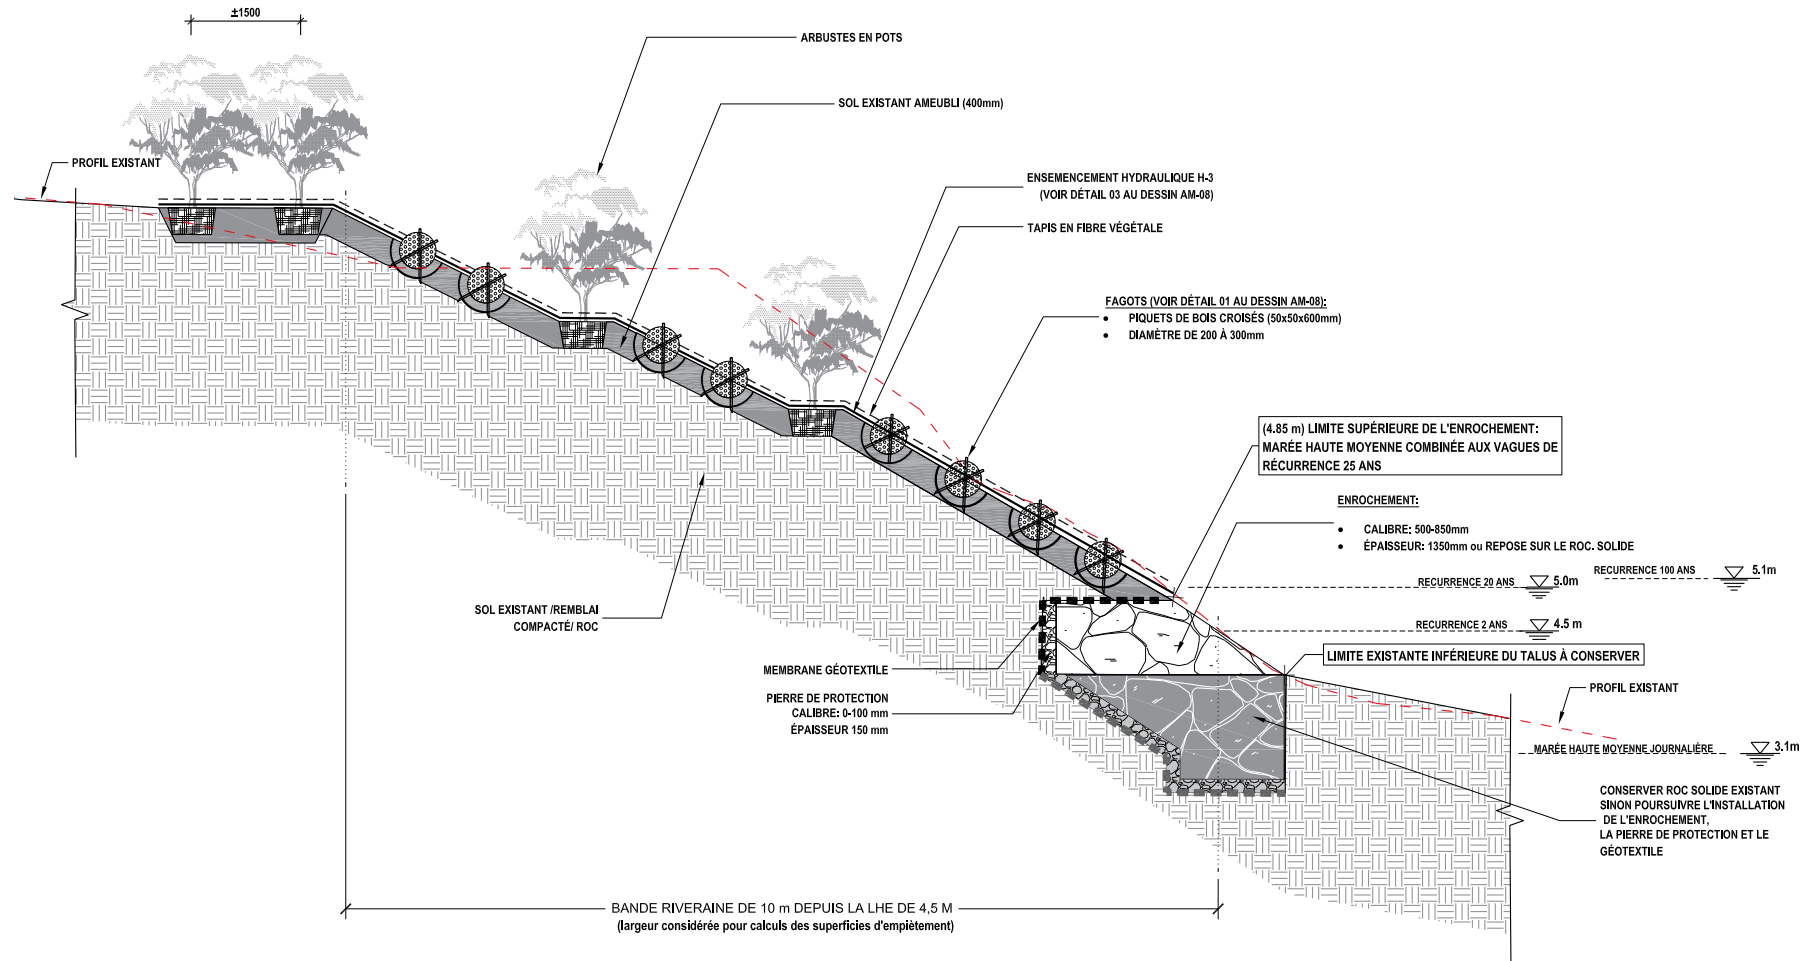 ±1500
ARBUSTES EN POTS
SOL EXISTANT AMEUBLI (400mm)
PROFIL EXISTANT
ENSEMENCEMENT HYDRAULIQUE H-3
(VOIR DÉTAIL 03 AU DESSIN AM-08)
TAPIS EN FIBRE VÉGÉTALE
FAGOTS (VOIR DÉTAIL 01 AU DESSIN AM-08):
• PIQUETS DE BOIS CROISÉS (50x50x600mm)
• DIAMÈTRE DE 200 À 300mm
(4.85 m) LIMITE SUPÉRIEURE DE L'ENROCHEMENT:
MARÉE HAUTE MOYENNE COMBINÉE AUX VAGUES DE
RÉCURRENCE 25 ANS
ENROCHEMENT:
• CALIBRE: 500-850mm
• ÉPAISSEUR: 1350mm ou REPOSE SUR LE ROC. SOLIDE
RECURRENCE 20 ANS 5.0m
RECURRENCE 100 ANS 5.1m
RECURRENCE 2 ANS 4.5 m
LIMITE EXISTANTE INFÉRIEURE DU TALUS À CONSERVER
PROFIL EXISTANT
MARÉE HAUTE MOYENNE JOURNALIÈRE 3.1m
SOL EXISTANT /REMBLAI
COMPACTÉ/ ROC
MEMBRANE GÉOTEXTILE
PIERRE DE PROTECTION
CALIBRE: 0-100 mm
ÉPAISSEUR 150 mm
CONSERVER ROC SOLIDE EXISTANT
SINON POURSUIVRE L'INSTALLATION
DE L'ENROCHEMENT,
LA PIERRE DE PROTECTION ET LE
GÉOTEXTILE
BANDE RIVERAINE DE 10 m DEPUIS LA LHE DE 4,5 M
(largeur considérée pour calculs des superficies d'empiètement)